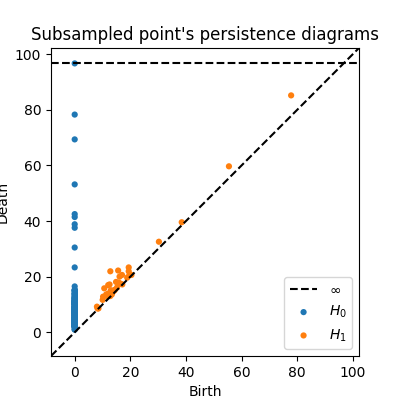 Subsampled point's persistence diagrams
100
80
60
40
20
0
Death
0 20 40 60 80 100
Birth
∞
H₀
H₁